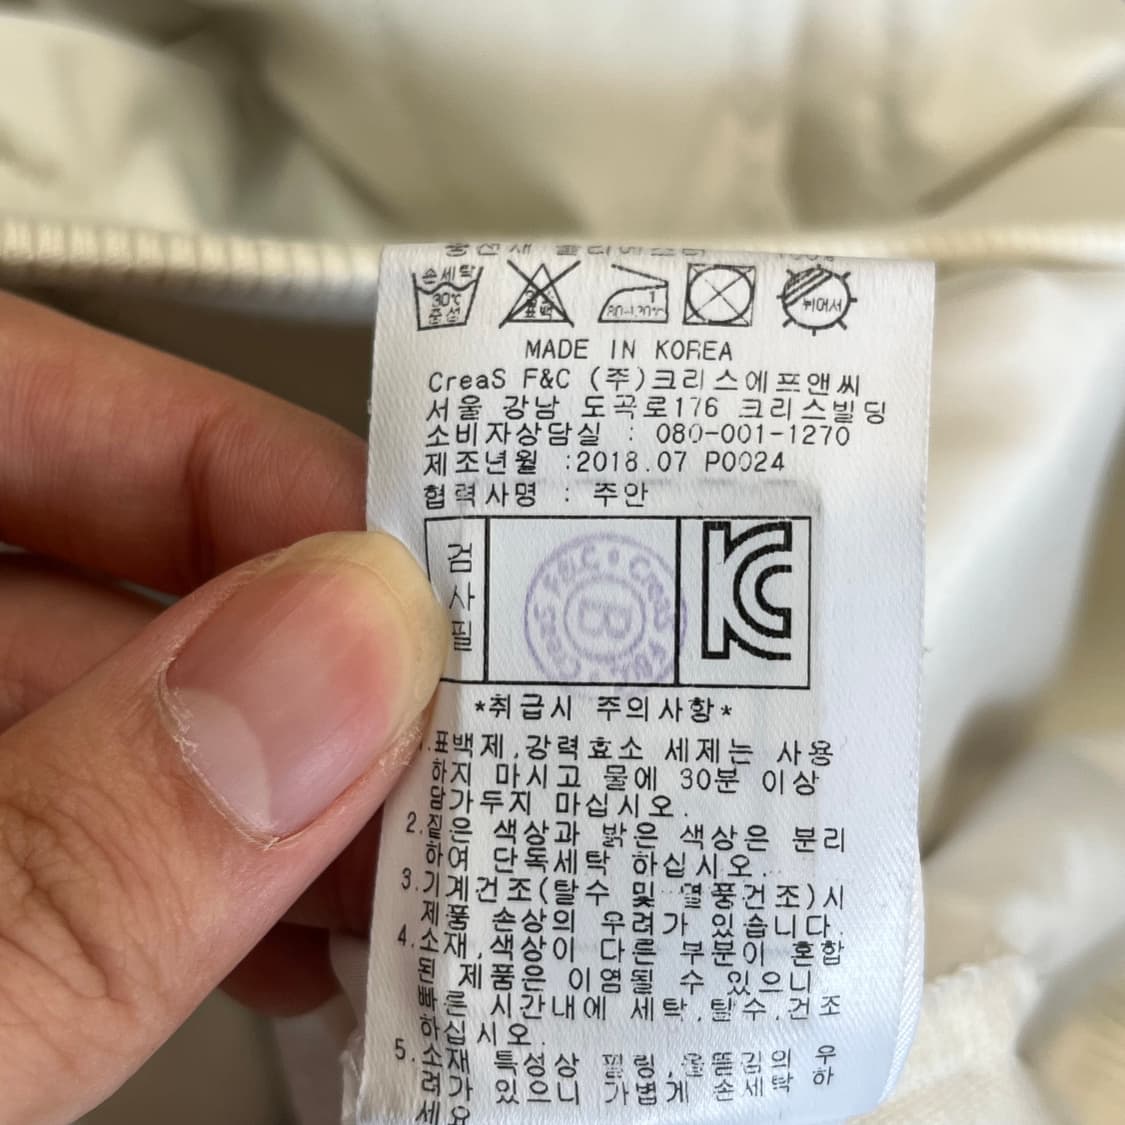 손세탁
30℃
중성
표백
1
80-120℃
뉘어서
MADE IN KOREA
CreaS F&C (주)크리스에프앤씨
서울 강남 도곡로176 크리스빌딩
소비자상담실 : 080-001-1270
제조년월 :2018.07 P0024
협력사명 : 주안
검
사
필
CreaS F&C • CreaS F&C •
B
KC
*취급시 주의사항*
1.표백제,강력효소 세제는 사용
하지 마시고 물에 30분 이상
담가두지 마십시오.
2.짙은 색상과 밝은 색상은 분리
하여 단독세탁 하십시오.
3.기계건조(탈수 및 열풍건조)시
제품 손상의 우려가 있습니다.
4.소재,색상이 다른 부분이 혼합
된 제품은 이염될 수 있으니
빠른 시간내에 세탁,탈수,건조
하십시오.
5.소재 특성상 필링,올뜯김의 우
려가 있으니 가볍게 손세탁 하
세요